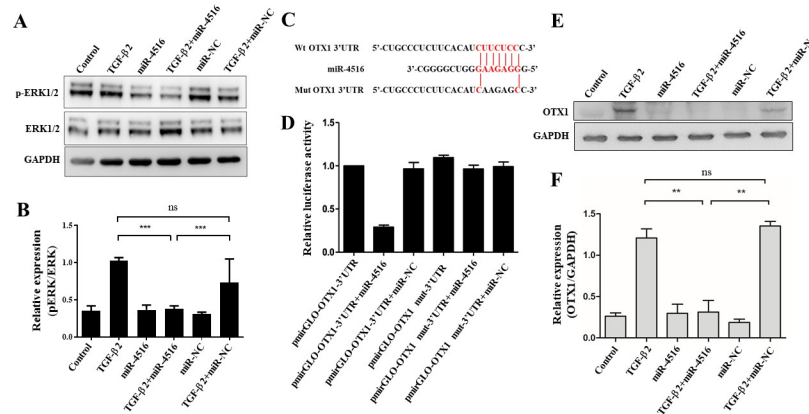 A
Control
TGF-β2
miR-4516
TGF-β2+miR-4516
miR-NC
TGF-β2+miR-NC
p-ERK1/2
ERK1/2
GAPDH
B
Relative expression
(pERK/ERK)
1.5
1.0
0.5
0.0
ns
***
***
Control
TGF-β2
miR-4516
TGF-β2+miR-4516
miR-NC
TGF-β2+miR-NC
C
Wt OTX1 3'UTR 5'-CUGCCCUCUUCACAUCUUCUCCC-3'
miR-4516 3'-CGGGGCUGGGAAGAGGG-5'
Mut OTX1 3'UTR 5'-CUGCCCUCUUCACAUCAAGAGCC-3'
D
Relative luciferase activity
1.5
1.0
0.5
0.0
pmirGLO-OTX1-3'UTR
pmirGLO-OTX1-3'UTR+miR-4516
pmirGLO-OTX1-3'UTR+miR-NC
pmirGLO-OTX1 mut-3'UTR
pmirGLO-OTX1 mut-3'UTR+miR-4516
pmirGLO-OTX1 mut-3'UTR+miR-NC
E
Control
TGF-β2
miR-4516
TGF-β2+miR-4516
miR-NC
OTX1
GAPDH
F
Relative expression
(OTX1/GAPDH)
1.5
1.0
0.5
0.0
ns
**
**
Control
TGF-β2
miR-4516
TGF-β2+miR-4516
miR-NC
TGF-β2+miR-NC